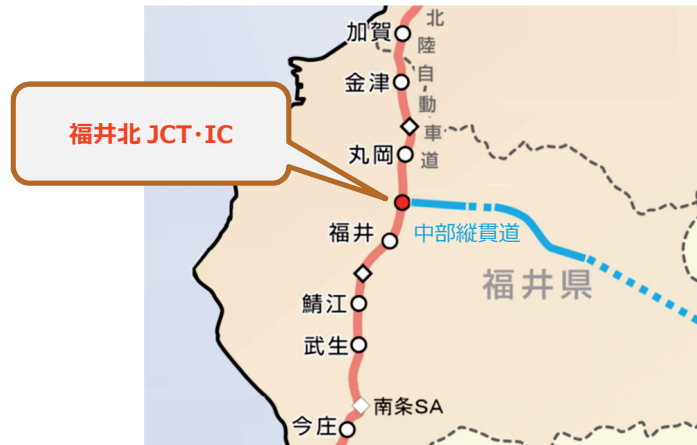 加賀
北陸自動車道
金津
福井北 JCT・IC
丸岡
福井
中部縦貫道
福井県
鯖江
武生
南条SA
今庄